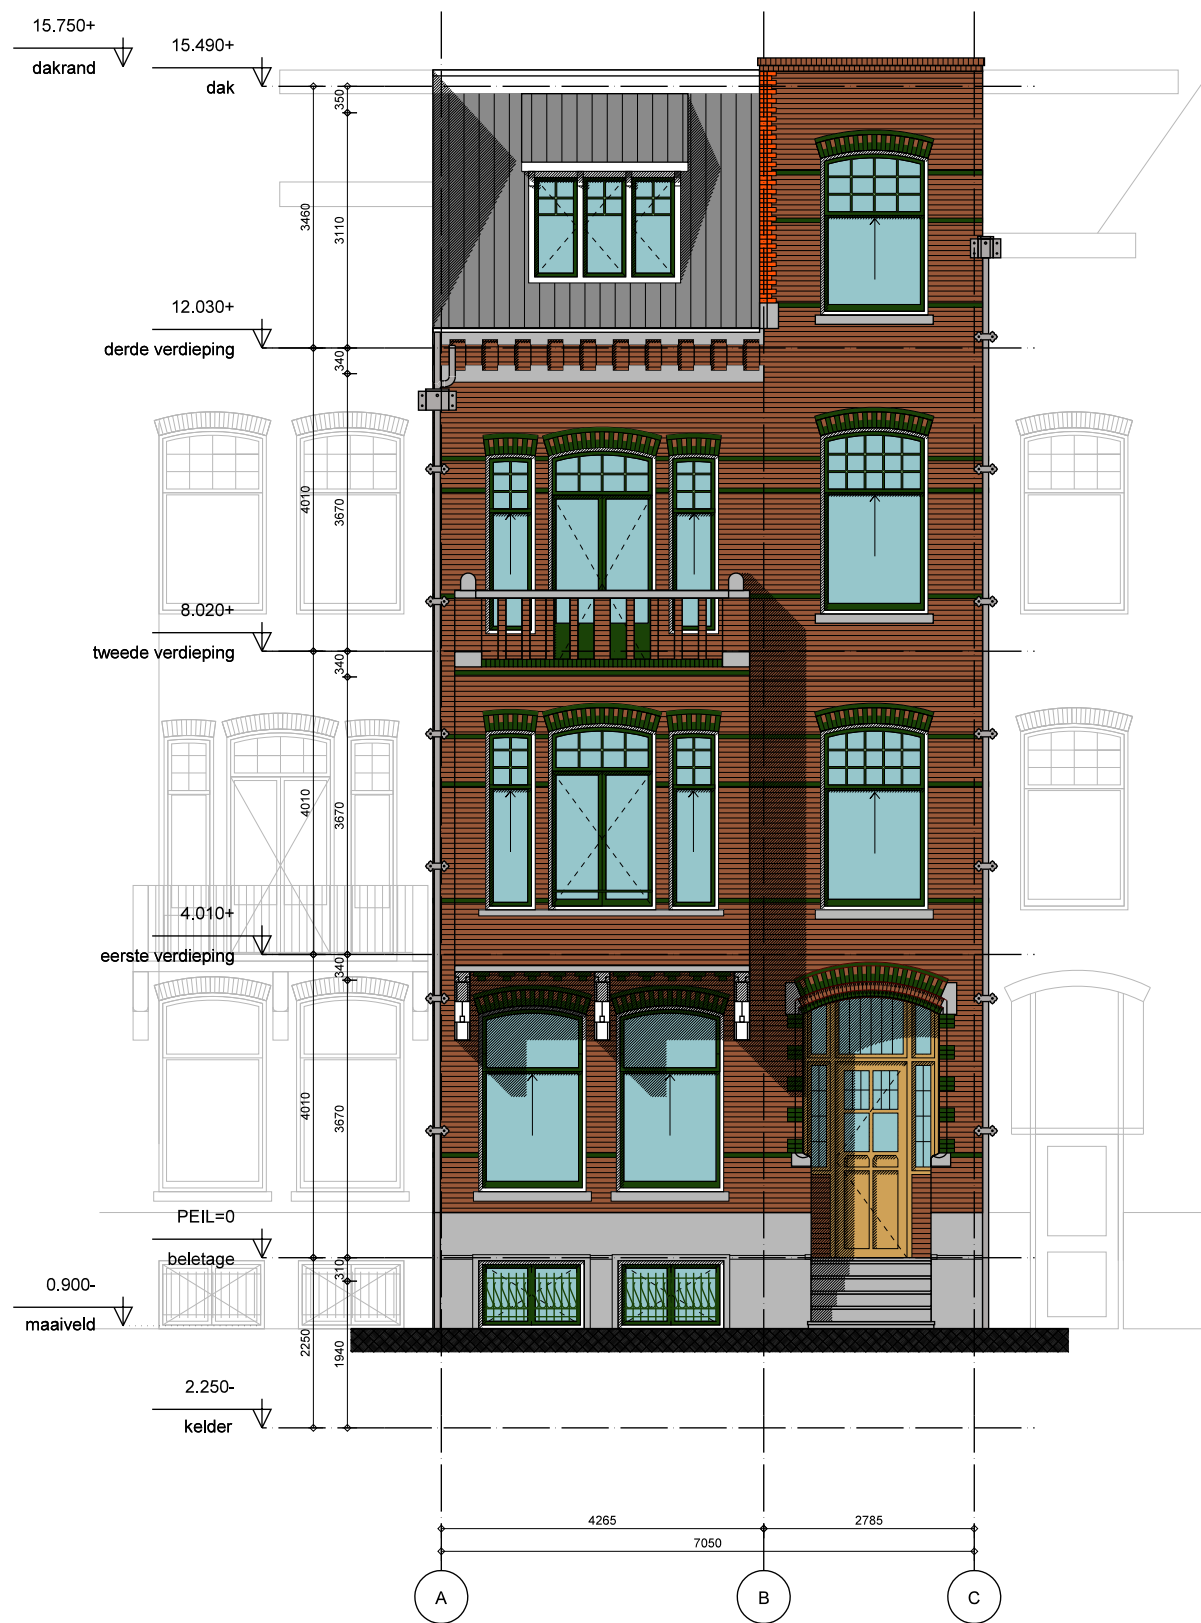 15.750+
dakrand
15.490+
dak
350
3460
3110
12.030+
derde verdieping
340
4010
3670
8.020+
tweede verdieping
340
4010
3670
4.010+
eerste verdieping
340
4010
3670
PEIL=0
beletage
310
0.900-
maaiveld
2250
1940
2.250-
kelder
4265
2785
7050
A
B
C